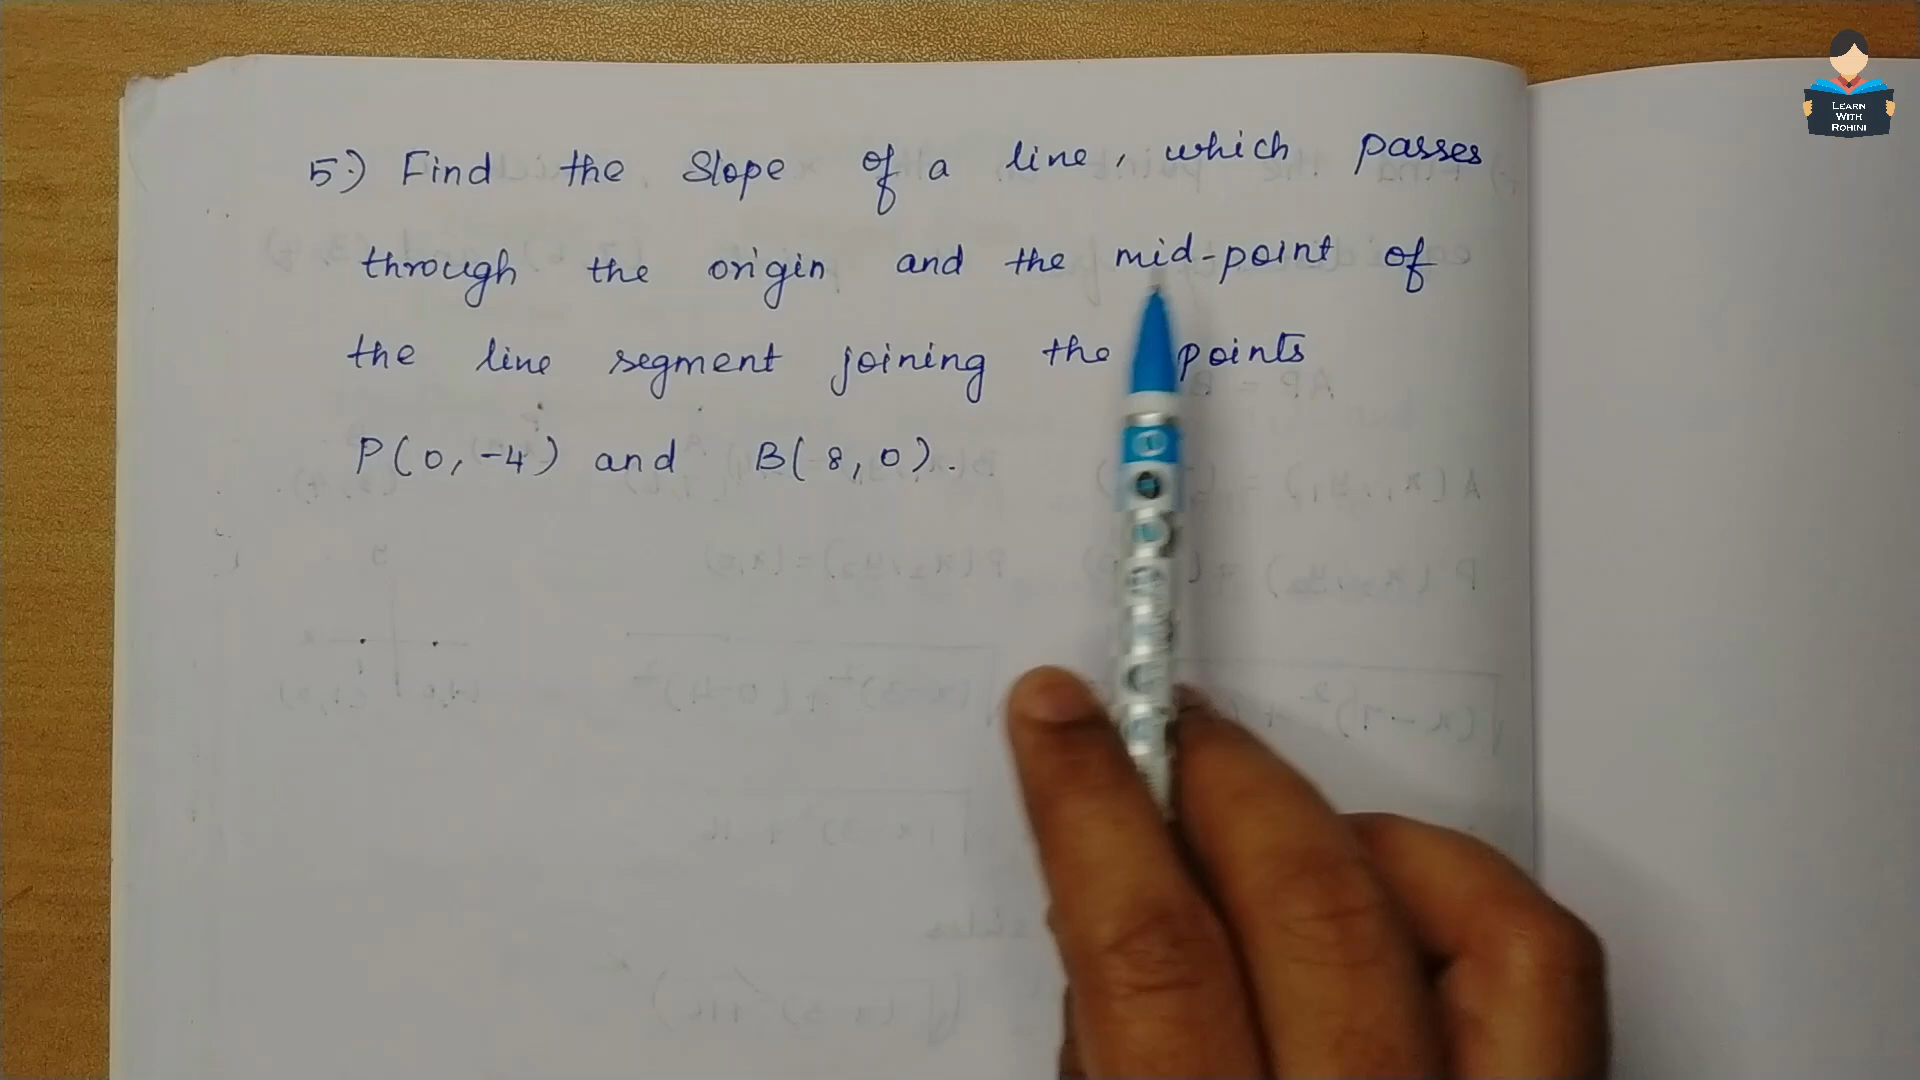 5.) Find the Slope of a line, which passes
through the origin and the mid-point of
the line segment joining the points
P(0,-4) and B(8,0).
LEARN
WITH
ROHINI